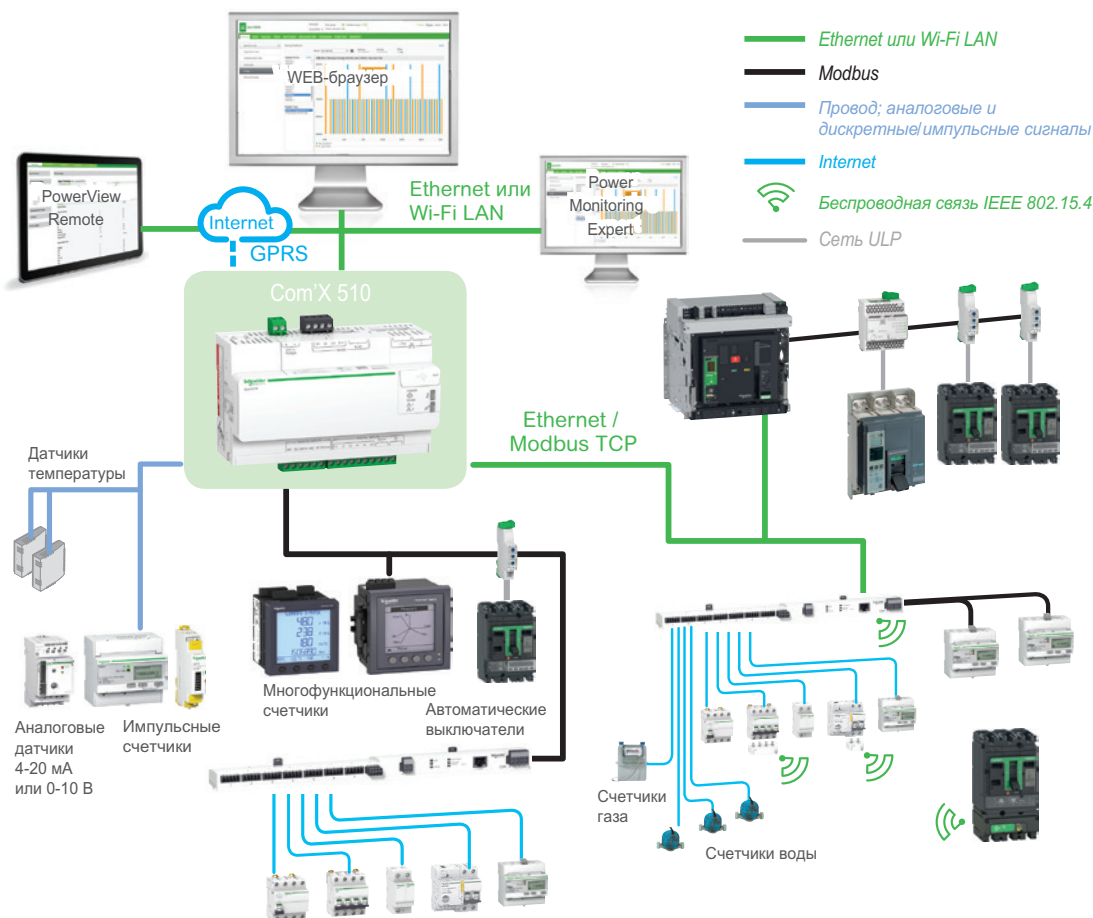 WEB-браузер
Ethernet или Wi-Fi LAN
Modbus
Провод; аналоговые и
дискретные/импульсные сигналы
Internet
Беспроводная связь IEEE 802.15.4
Сеть ULP
PowerView
Remote
Internet
GPRS
Ethernet или
Wi-Fi LAN
Power
Monitoring
Expert
Com'X 510
Ethernet /
Modbus TCP
Датчики
температуры
Аналоговые
датчики
4-20 мА
или 0-10 В
Импульсные
счетчики
Многофункциональные
счетчики
Автоматические
выключатели
Счетчики
газа
Счетчики воды